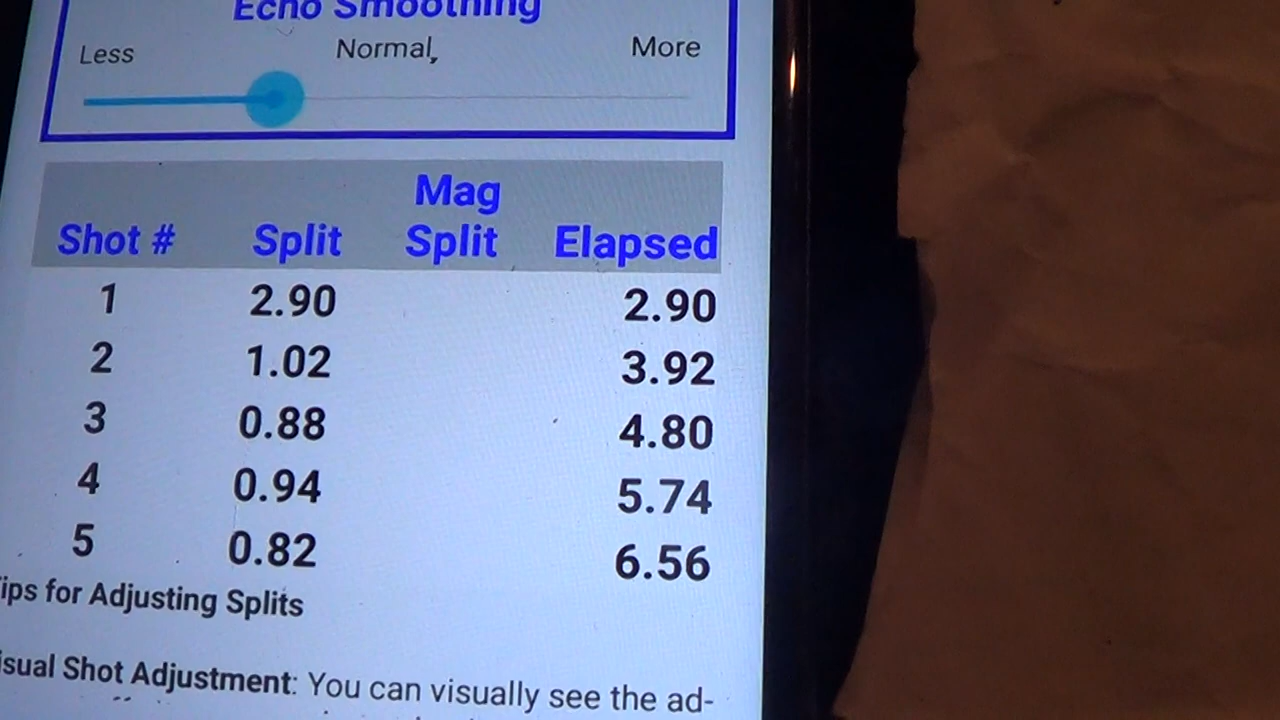 Echo Smoothing
Less Normal, More
Mag
Shot # Split Split Elapsed
1 2.90 2.90
2 1.02 3.92
3 0.88 4.80
4 0.94 5.74
5 0.82 6.56
ips for Adjusting Splits
isual Shot Adjustment: You can visually see the ad-